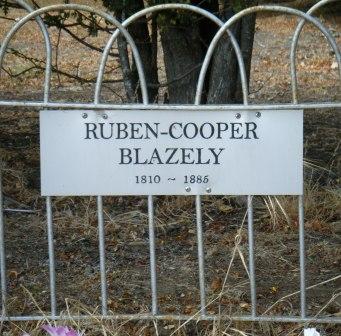 RUBEN-COOPER
BLAZELY
1810 ~ 1885